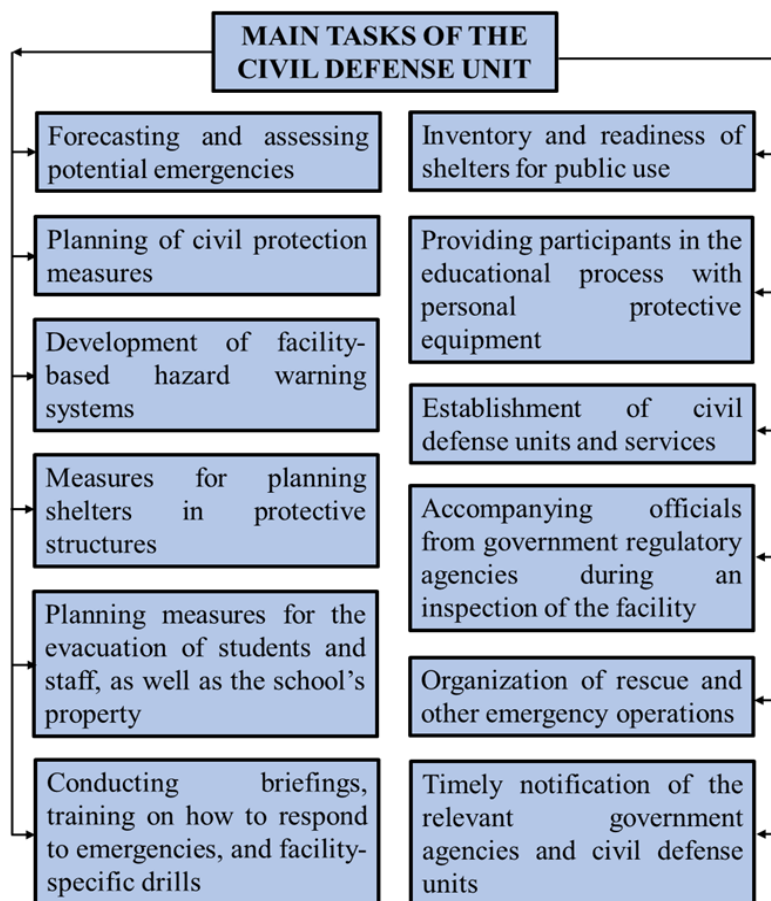 MAIN TASKS OF THE
CIVIL DEFENSE UNIT
Forecasting and assessing
potential emergencies
Planning of civil protection
measures
Development of facility-
based hazard warning
systems
Measures for planning
shelters in protective
structures
Planning measures for the
evacuation of students and
staff, as well as the school’s
property
Conducting briefings,
training on how to respond
to emergencies, and facility-
specific drills
Inventory and readiness of
shelters for public use
Providing participants in the
educational process with
personal protective
equipment
Establishment of civil
defense units and services
Accompanying officials
from government regulatory
agencies during an
inspection of the facility
Organization of rescue and
other emergency operations
Timely notification of the
relevant government
agencies and civil defense
units